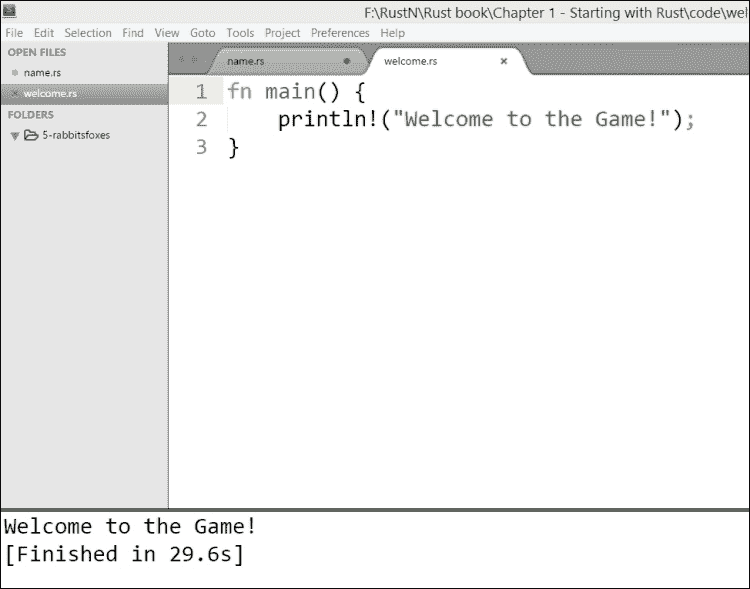 F:\RustN\Rust book\Chapter 1 - Starting with Rust\code\wel
File Edit Selection Find View Goto Tools Project Preferences Help
OPEN FILES
name.rs
welcome.rs
FOLDERS
5-rabbitsfoxes
name.rs welcome.rs
1 fn main() {
2     println!("Welcome to the Game!");
3 }
Welcome to the Game!
[Finished in 29.6s]